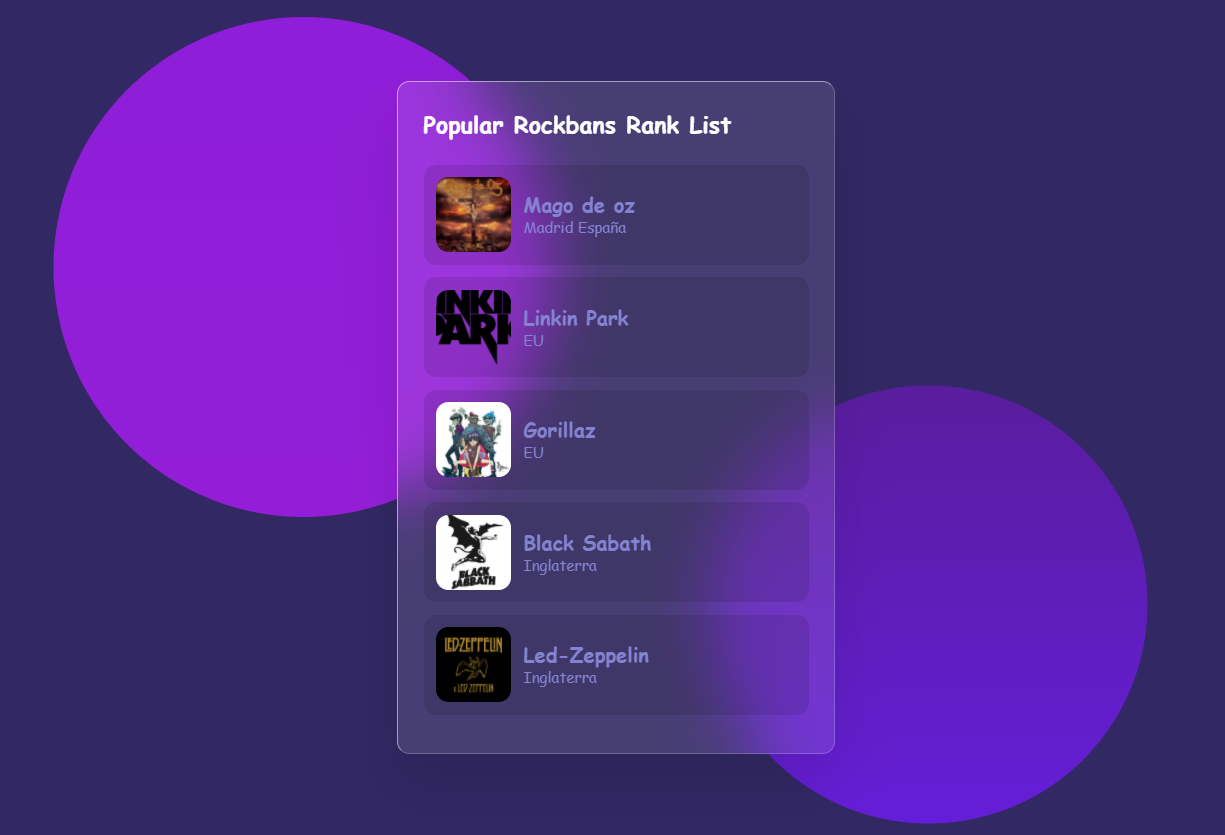 Popular Rockbans Rank List
Mago de oz
Madrid España
INKI
PARK
Linkin Park
EU
Gorillaz
EU
BLACK
SABBATH
Black Sabath
Inglaterra
LED-ZEPPELIN
LED ZEPPELIN
Led-Zeppelin
Inglaterra